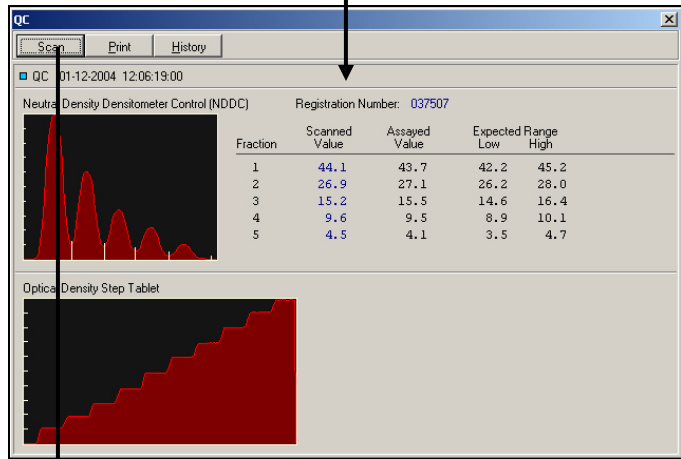 QC
Scan Print History
QC 01-12-2004 12:06:19:00
Neutral Density Densitometer Control (NDDC) Registration Number: 037507
Fraction Scanned Value Assayed Value Expected Range Low High
1 44.1 43.7 42.2 45.2
2 26.9 27.1 26.2 28.0
3 15.2 15.5 14.6 16.4
4 9.6 9.5 8.9 10.1
5 4.5 4.1 3.5 4.7
Optical Density Step Tablet